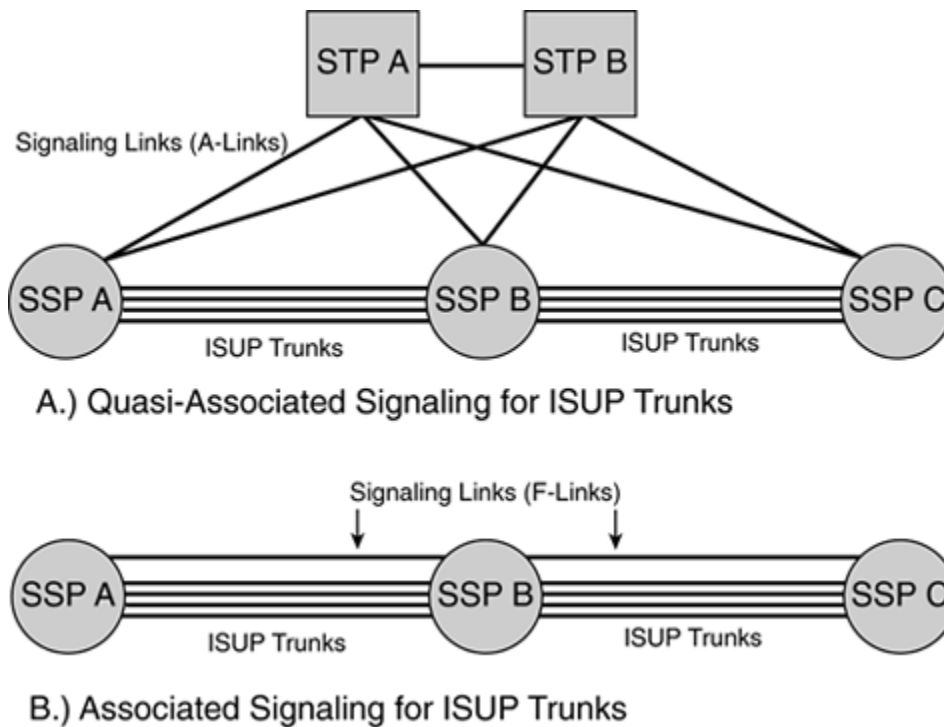 STP A
STP B
Signaling Links (A-Links)
SSP A
SSP B
SSP C
ISUP Trunks
ISUP Trunks
A.) Quasi-Associated Signaling for ISUP Trunks
Signaling Links (F-Links)
SSP A
SSP B
SSP C
ISUP Trunks
ISUP Trunks
B.) Associated Signaling for ISUP Trunks